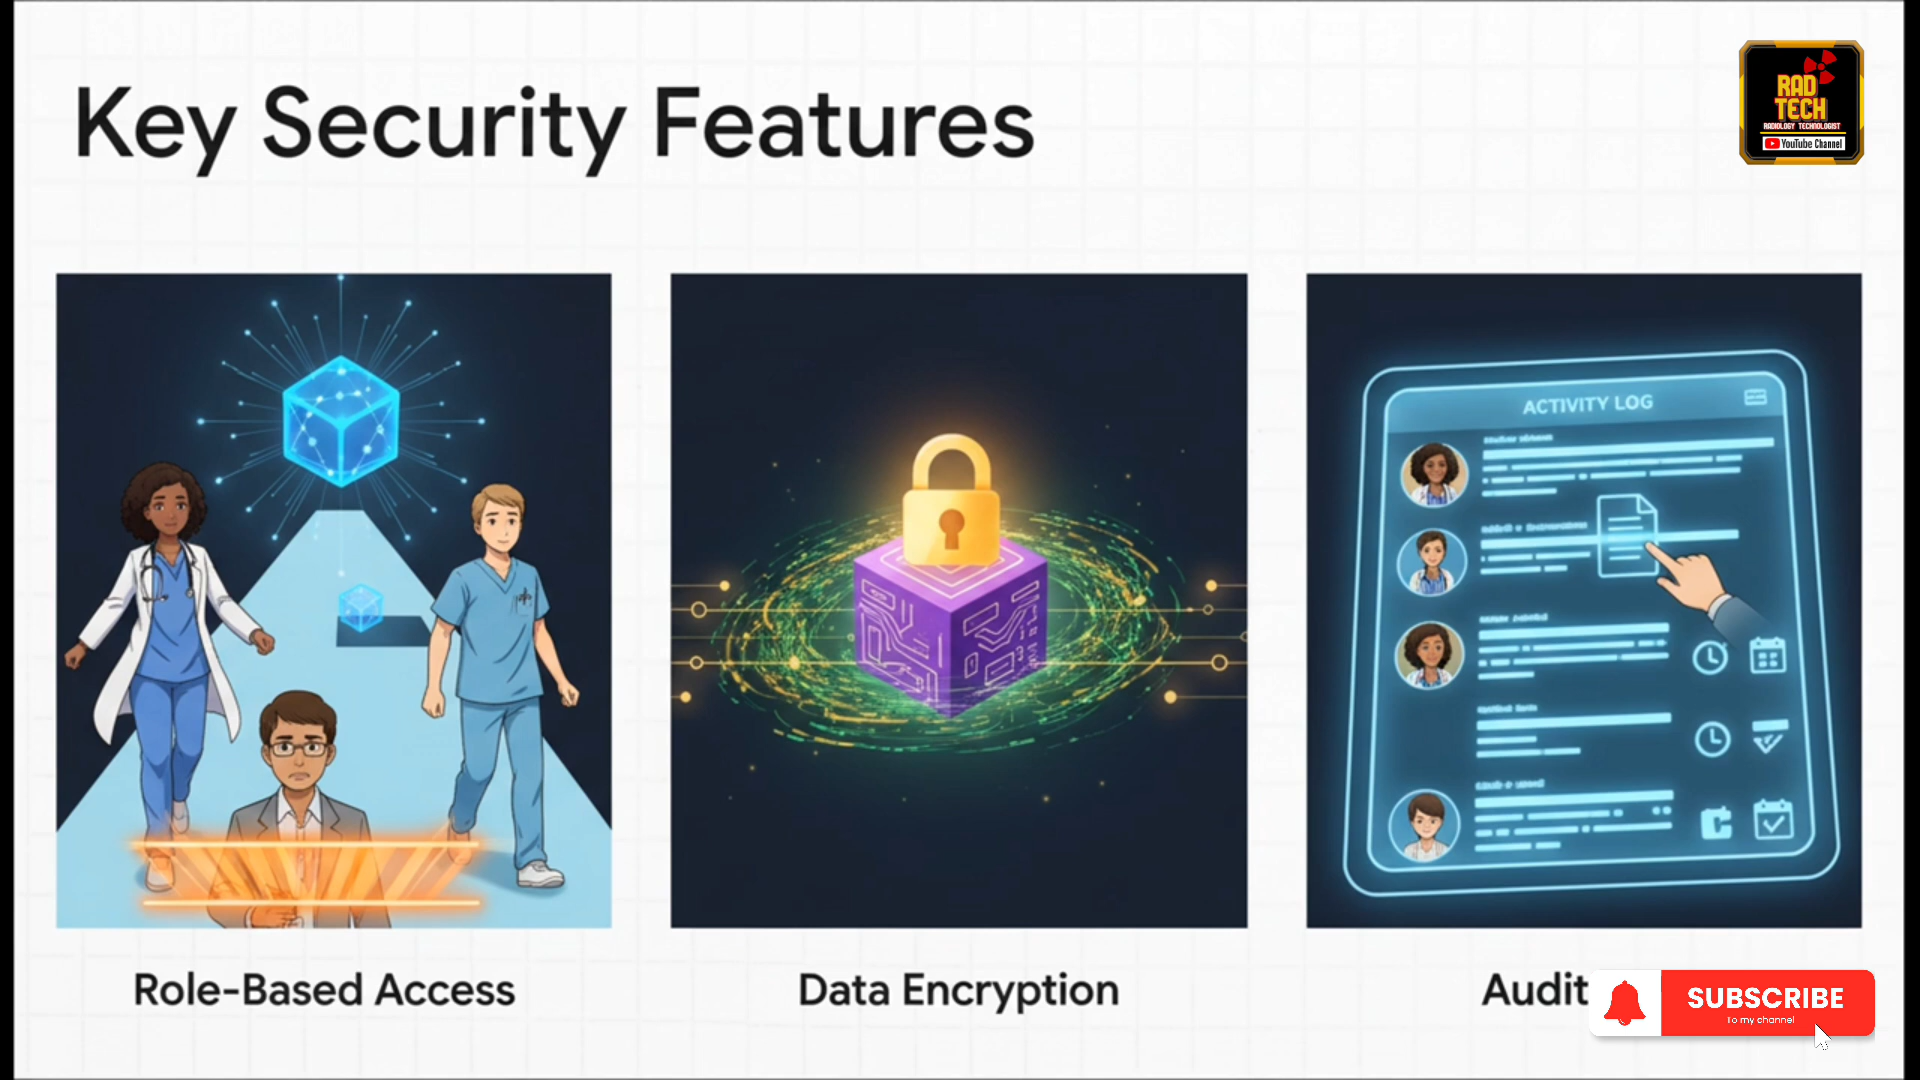 Key Security Features
RAD
TECH
RADIOLOGY TECHNOLOGIST
YouTube Channel
ACTIVITY LOG
Role-Based Access
Data Encryption
Audit
SUBSCRIBE
To my channel